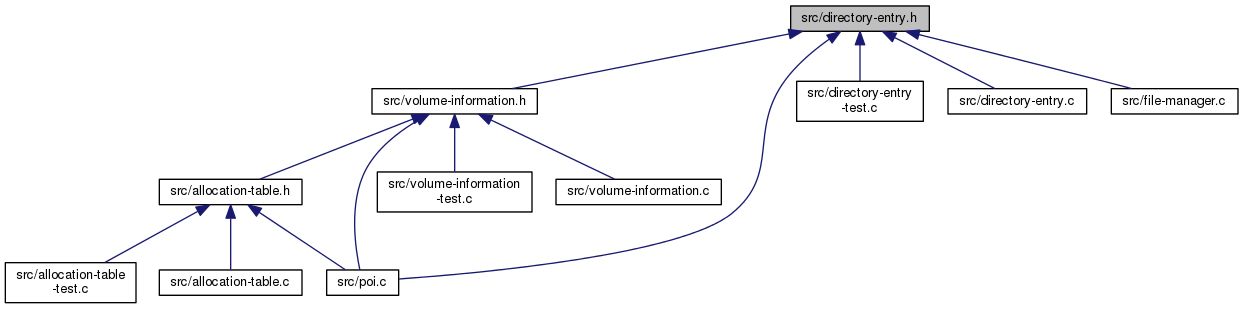 src/directory-entry.h
src/volume-information.h
src/directory-entry
-test.c
src/directory-entry.c
src/file-manager.c
src/allocation-table.h
src/volume-information
-test.c
src/volume-information.c
src/allocation-table
-test.c
src/allocation-table.c
src/poi.c